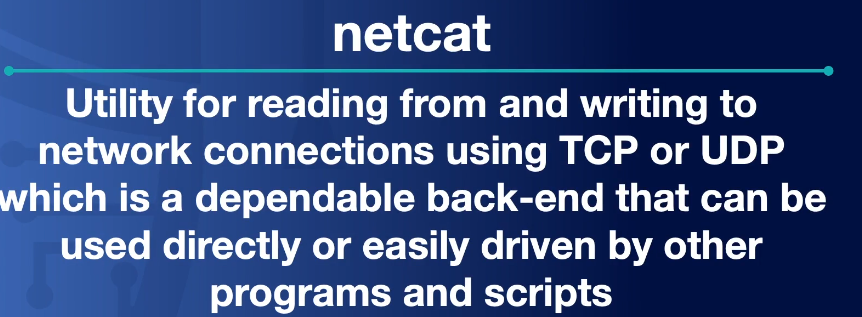 netcat
Utility for reading from and writing to
network connections using TCP or UDP
which is a dependable back-end that can be
used directly or easily driven by other
programs and scripts